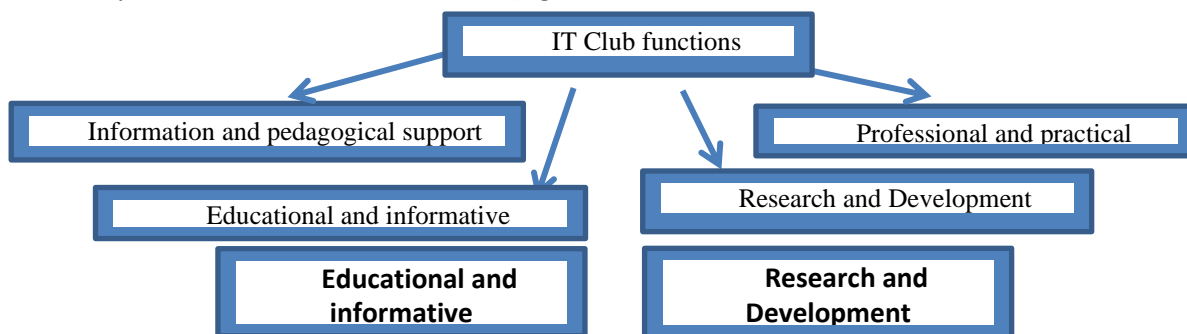 IT Club functions
Information and pedagogical support
Professional and practical
Educational and informative
Research and Development
Educational and
informative
Research and
Development